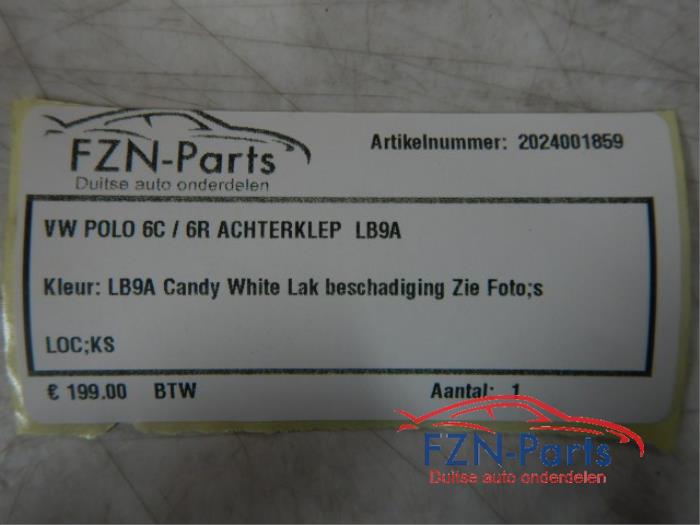 FZN-Parts
Duitse auto onderdelen
Artikelnummer: 2024001859
VW POLO 6C / 6R ACHTERKLEP LB9A
Kleur: LB9A Candy White Lak beschadiging Zie Foto;s
LOC;KS
€ 199.00 BTW Aantal: 1
FZN-Parts
Duitse auto onderdelen